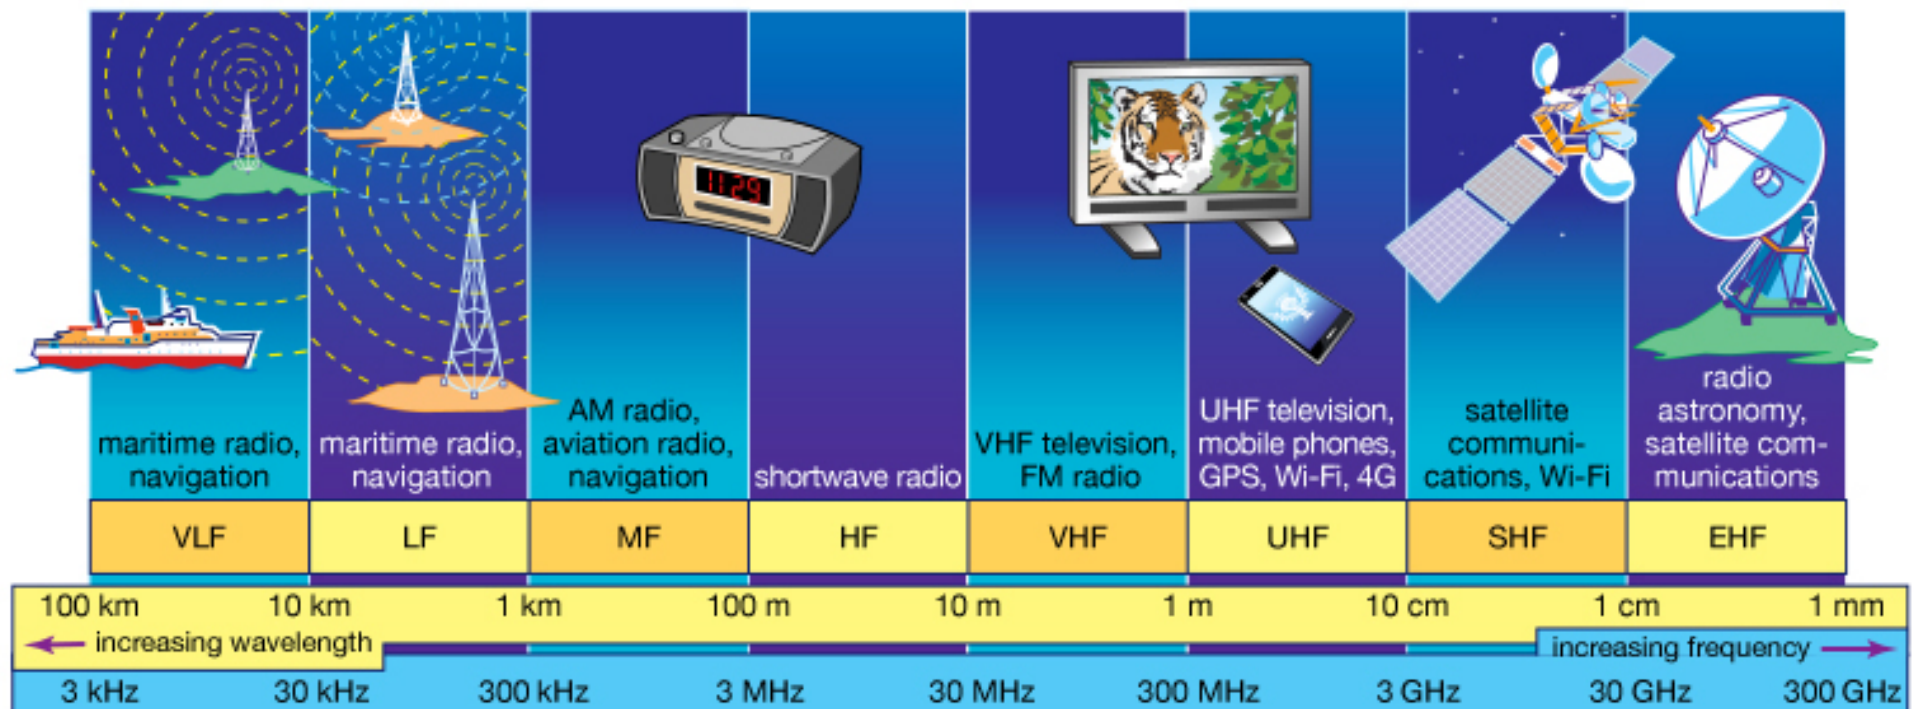 11:29
maritime radio,
navigation
maritime radio,
navigation
AM radio,
aviation radio,
navigation
shortwave radio
VHF television,
FM radio
UHF television,
mobile phones,
GPS, Wi-Fi, 4G
satellite
communi-
cations, Wi-Fi
radio
astronomy,
satellite com-
munications
VLF LF MF HF VHF UHF SHF EHF
100 km 10 km 1 km 100 m 10 m 1 m 10 cm 1 cm 1 mm
increasing wavelength increasing frequency
3 kHz 30 kHz 300 kHz 3 MHz 30 MHz 300 MHz 3 GHz 30 GHz 300 GHz